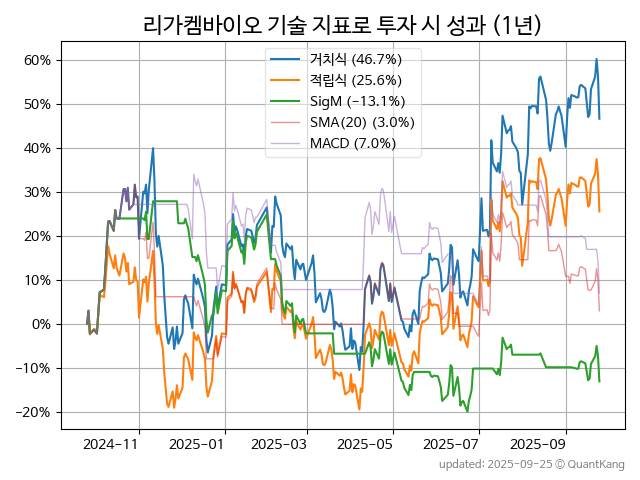 리가켐바이오 기술 지표로 투자 시 성과 (1년)
거치식 (46.7%)
적립식 (25.6%)
SigM (−13.1%)
SMA(20) (3.0%)
MACD (7.0%)
60%
50%
40%
30%
20%
10%
0%
−10%
−20%
2024-11 2025-01 2025-03 2025-05 2025-07 2025-09
updated: 2025-09-25 © QuantKang